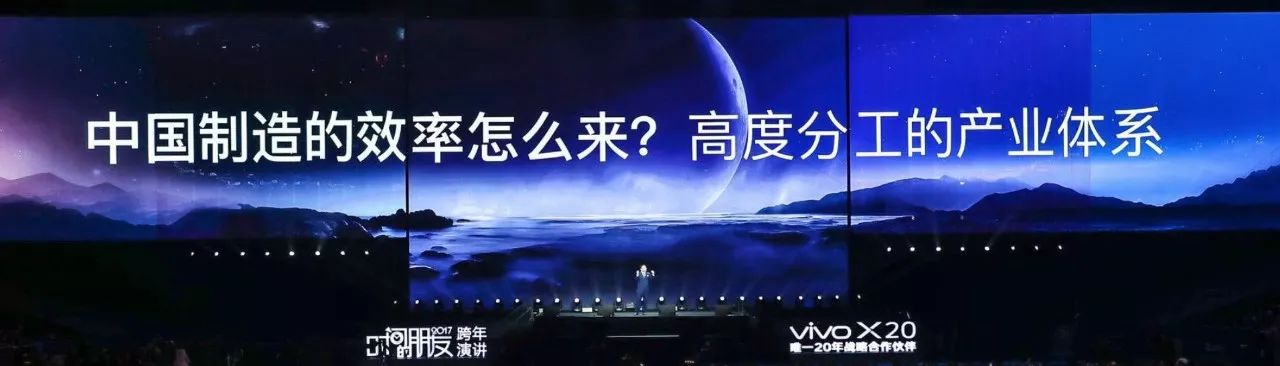 中国制造的效率怎么来？高度分工的产业体系
时间的朋友
2017
跨年
演讲
vivo X20
唯一20年战略合作伙伴